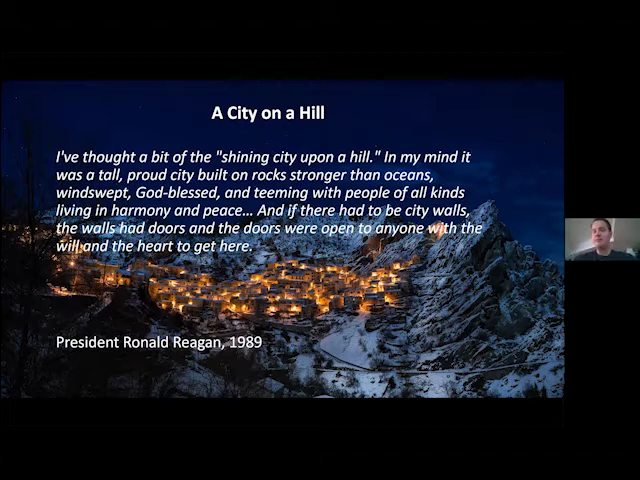 A City on a Hill
I've thought a bit of the "shining city upon a hill." In my mind it
was a tall, proud city built on rocks stronger than oceans,
windswept, God-blessed, and teeming with people of all kinds
living in harmony and peace... And if there had to be city walls,
the walls had doors and the doors were open to anyone with the
will and the heart to get here.
President Ronald Reagan, 1989